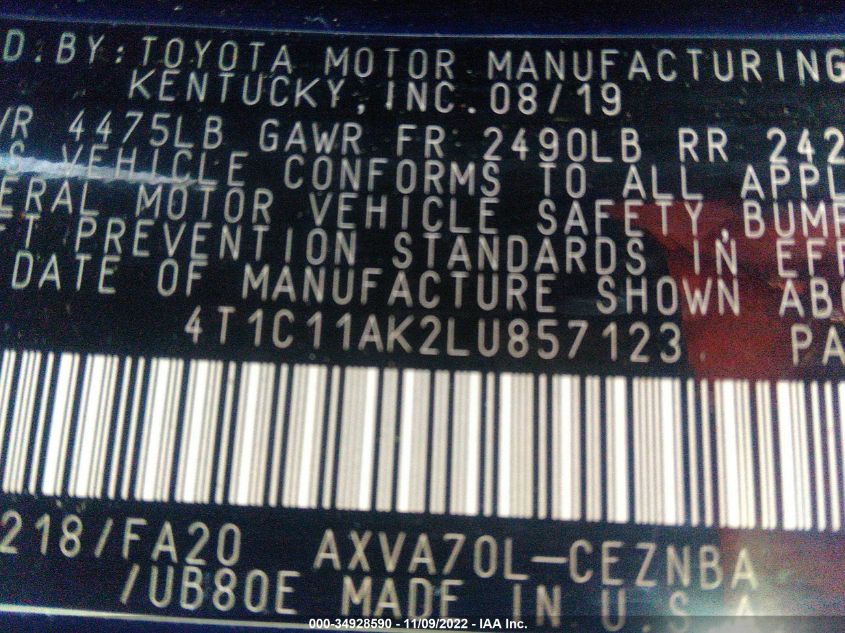 D. BY: TOYOTA MOTOR MANUFACTURING
KENTUCKY, INC. 08/19
4475LB GAWR FR 2490LB RR 242
VEHICLE CONFORMS TO ALL APPL
ERAL MOTOR VEHICLE SAFETY, BUMP
FT PREVENTION STANDARDS IN EFF
DATE OF MANUFACTURE SHOWN ABO
4T1C11AK2LU857123 PA
218/FA20 AXVA70L-CEZNBA
/UB80E MADE IN U.S.A
000-34928590 - 11/09/2022 - IAA Inc.